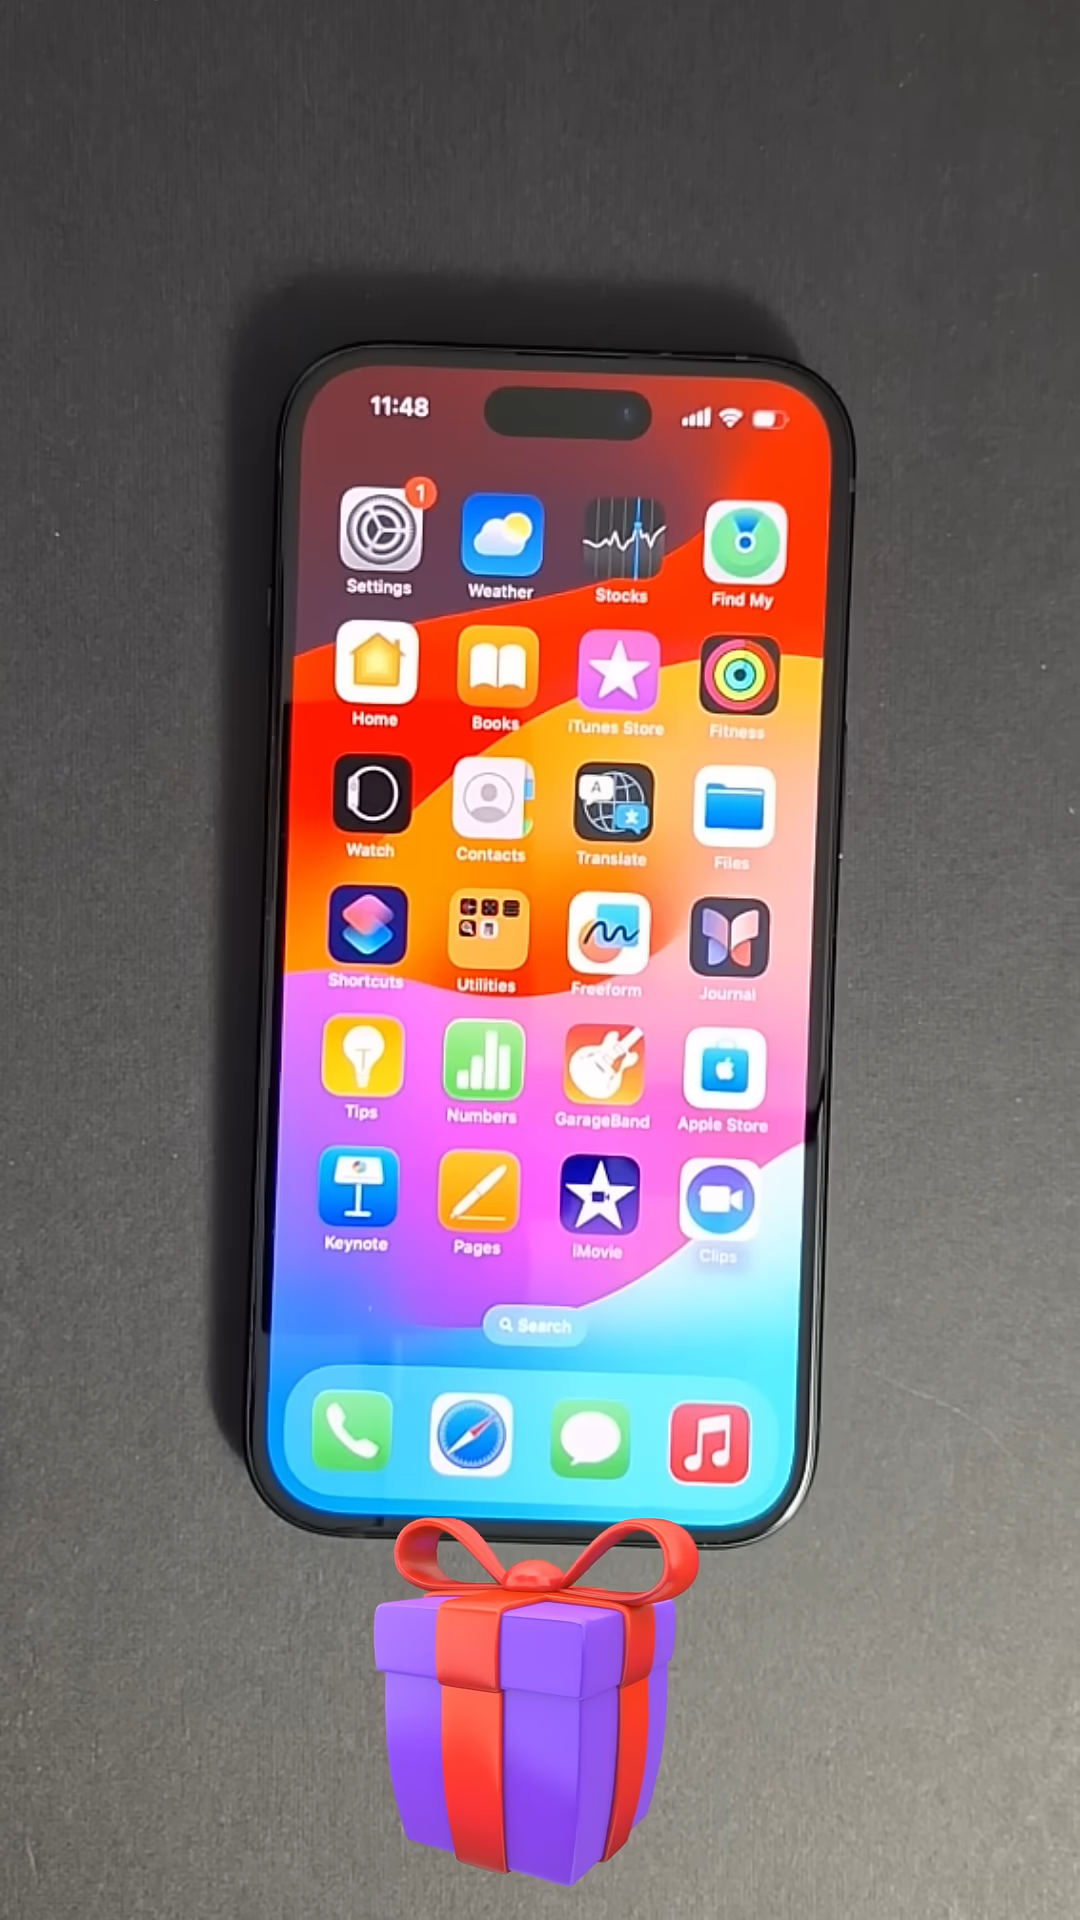 11:48
1
Settings Weather Stocks Find My
Home Books iTunes Store Fitness
Watch Contacts Translate Files
Shortcuts Utilities Freeform Journal
Tips Numbers GarageBand Apple Store
Keynote Pages iMovie Clips
Search